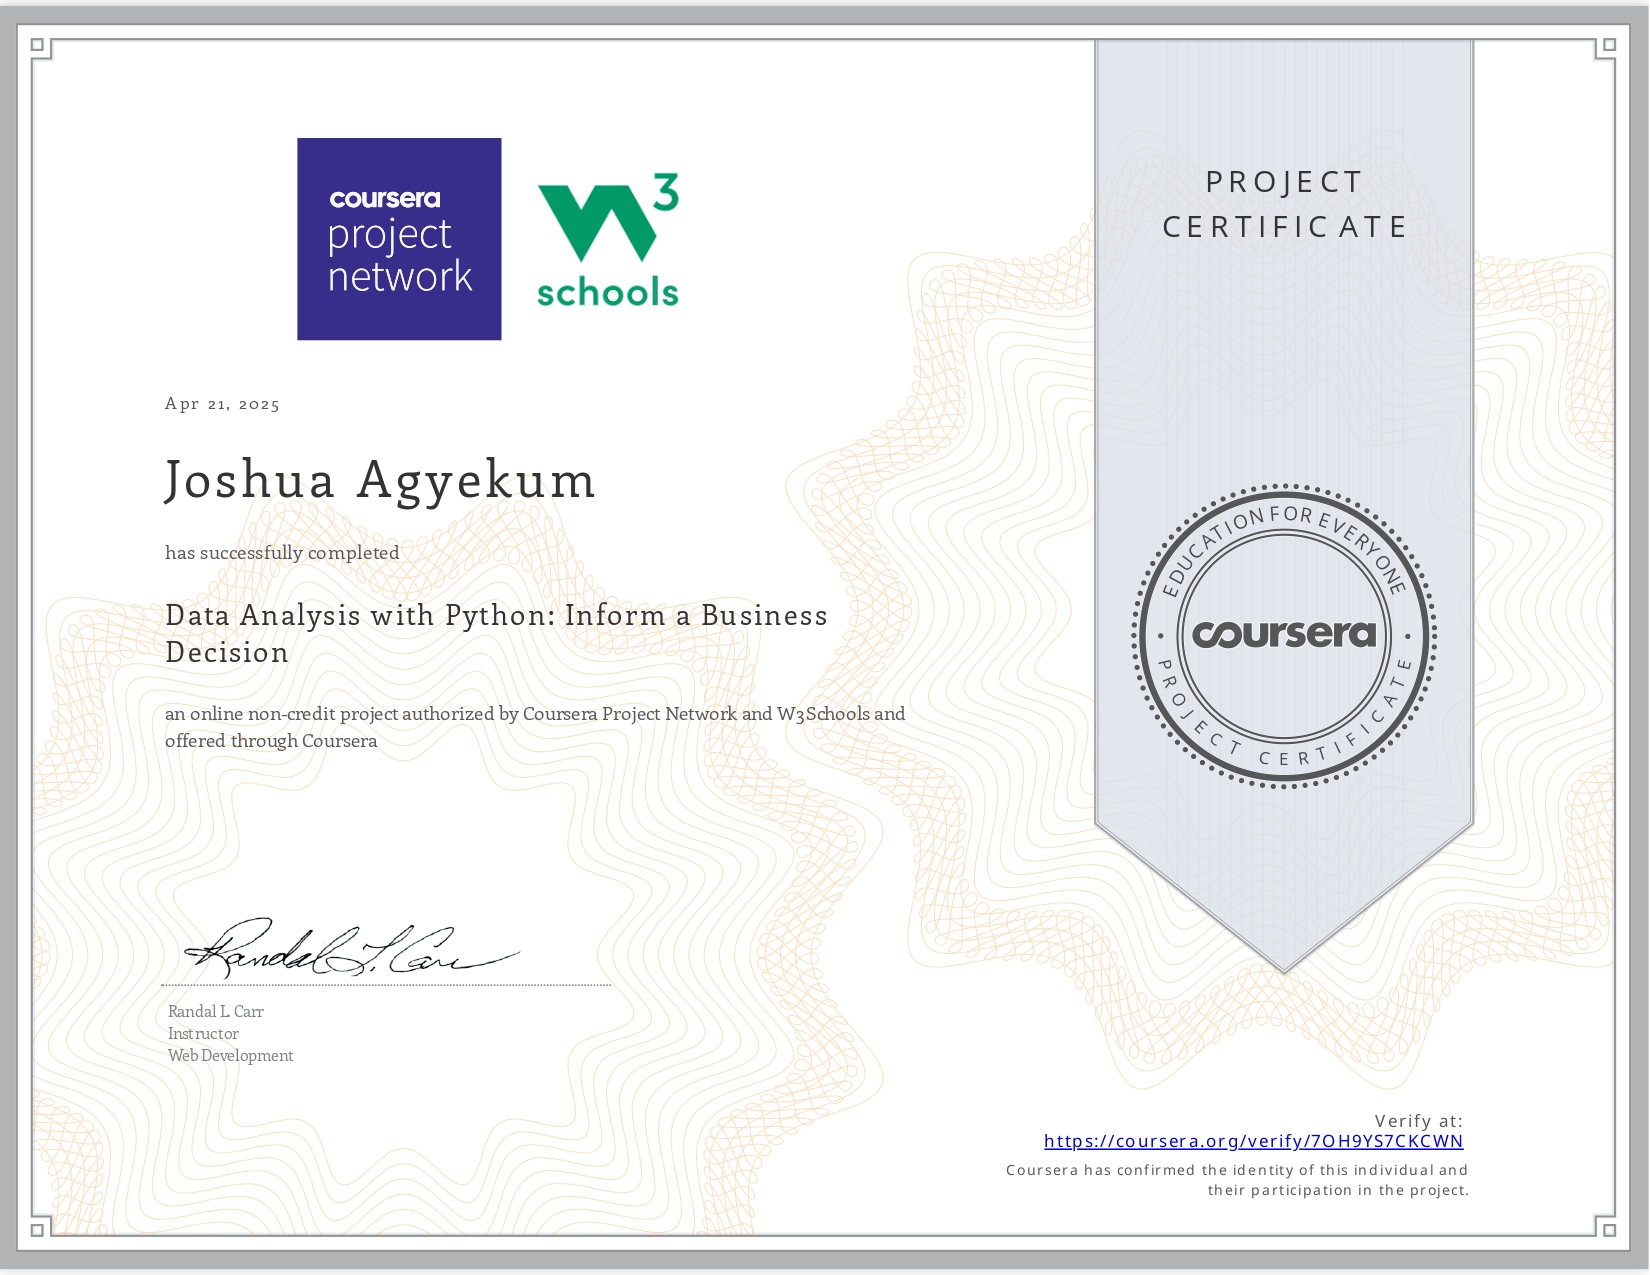 coursera
project
network
W3
schools
PROJECT
CERTIFICATE
Apr 21, 2025
Joshua Agyekum
has successfully completed
Data Analysis with Python: Inform a Business
Decision
an online non-credit project authorized by Coursera Project Network and W3Schools and
offered through Coursera
EDUCATION FOR EVERYONE
coursera
PROJECT CERTIFICATE
Randal L. Carr
Randal L. Carr
Instructor
Web Development
Verify at:
https://coursera.org/verify/7OH9YS7CKCWN
Coursera has confirmed the identity of this individual and
their participation in the project.